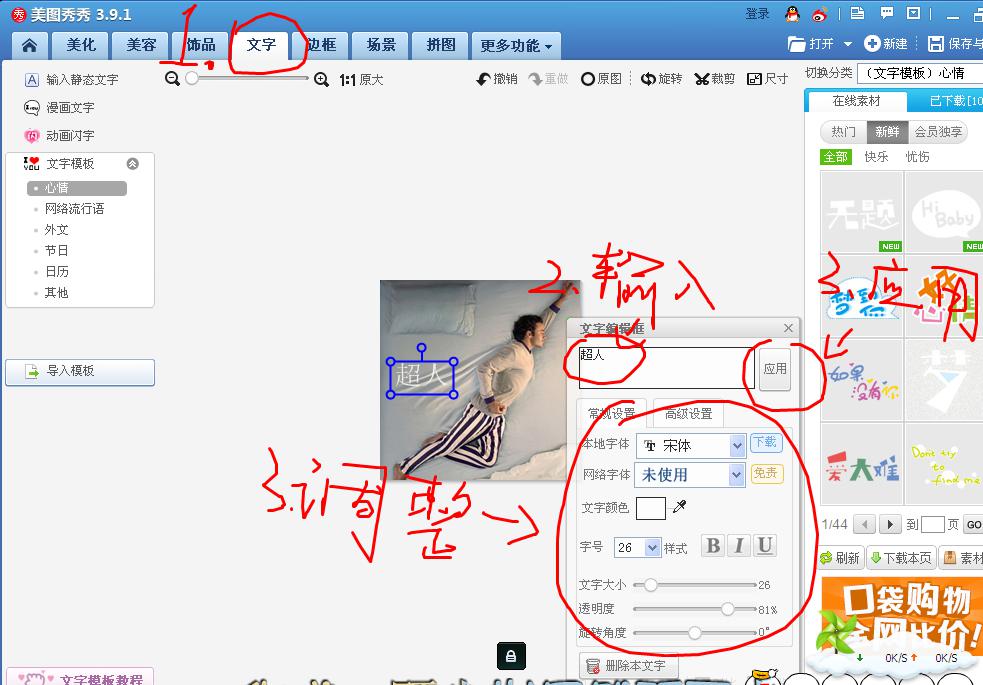 美图秀秀 3.9.1
登录
美化
美容
饰品
文字
边框
场景
拼图
更多功能
打开
新建
保存与
1.
输入静态文字
漫画文字
动画闪字
I
YOU
文字模板
心情
网络流行语
外文
节日
日历
其他
导入模板
文字模板教程
1:1 原大
撤销
重做
原图
旋转
裁剪
尺寸
超人
2.输入
3.调整
文字编辑框
超人
应用
常规设置
高级设置
本地字体
宋体
下载
网络字体
未使用
免责
文字颜色
字号
26
样式
B I U
文字大小
26
透明度
81%
旋转角度
0°
删除本文字
切换分类
（文字模板）心情
在线素材
已下载[10
热门
新鲜
会员独享
全部
快乐
忧伤
无题
NEW
Hi Baby
NEW
3.应用
梦到你
如果没有你
爱太难
Dont try to find me
1/44
到
页
GO
刷新
下载本页
素材
口袋购物
全网比价!
0K/S
0K/S